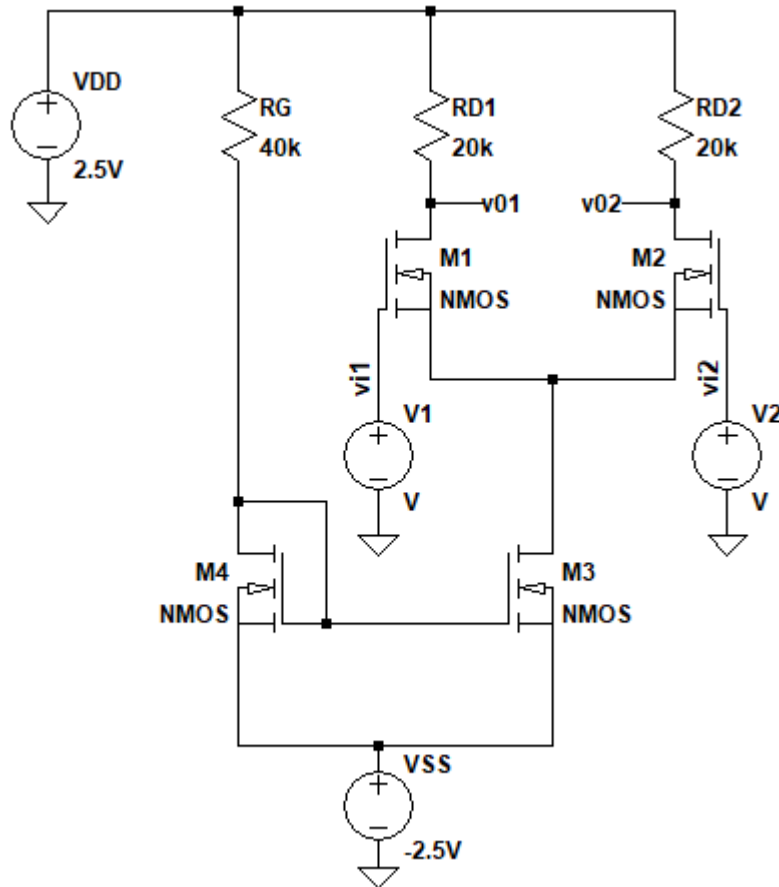 VDD
2.5V
RG
40k
RD1
20k
RD2
20k
v01
v02
M1
NMOS
M2
NMOS
vi1
vi2
V1
V
V2
V
M4
NMOS
M3
NMOS
VSS
-2.5V